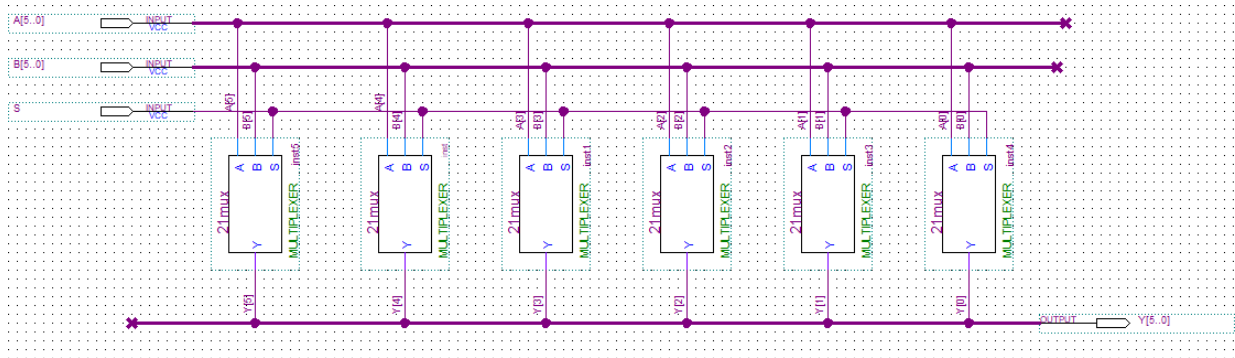 A[5..0] INPUT VCC
B[5..0] INPUT VCC
S INPUT VCC
A[5] B[5] A[4] B[4] A[3] B[3] A[2] B[2] A[1] B[1] A[0] B[0]
A B S inst5 A B S inst A B S inst1 A B S inst2 A B S inst3 A B S inst4
21mux MULTIPLEXER 21mux MULTIPLEXER 21mux MULTIPLEXER 21mux MULTIPLEXER 21mux MULTIPLEXER 21mux MULTIPLEXER
Y Y Y Y Y Y
Y[5] Y[4] Y[3] Y[2] Y[1] Y[0]
OUTPUT Y[5..0]